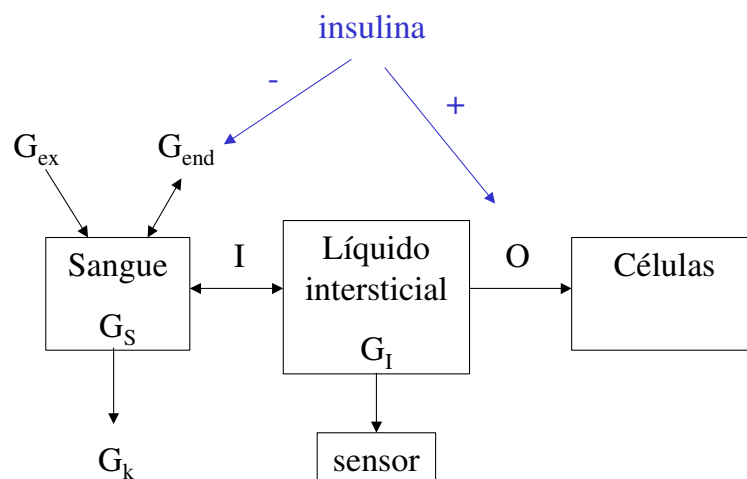 insulina
-
+
G_ex
G_end
Sangue
I
Líquido
intersticial
O
Células
G_S
G_I
G_k
sensor